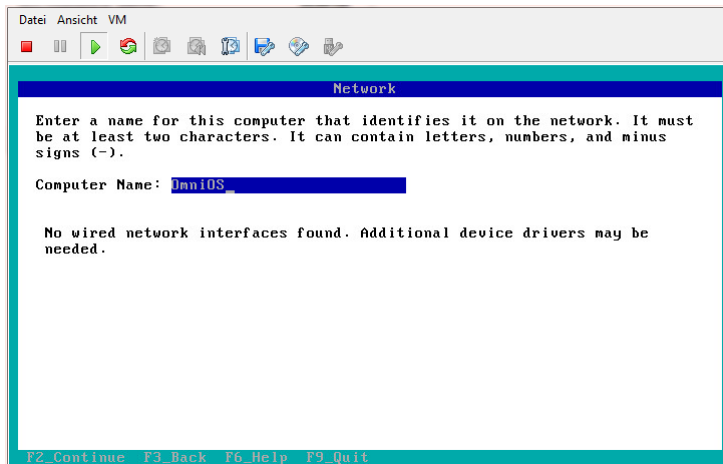 Datei Ansicht VM
Network
Enter a name for this computer that identifies it on the network. It must
be at least two characters. It can contain letters, numbers, and minus
signs (-).
Computer Name: OmniOS_
No wired network interfaces found. Additional device drivers may be
needed.
F2_Continue F3_Back F6_Help F9_Quit